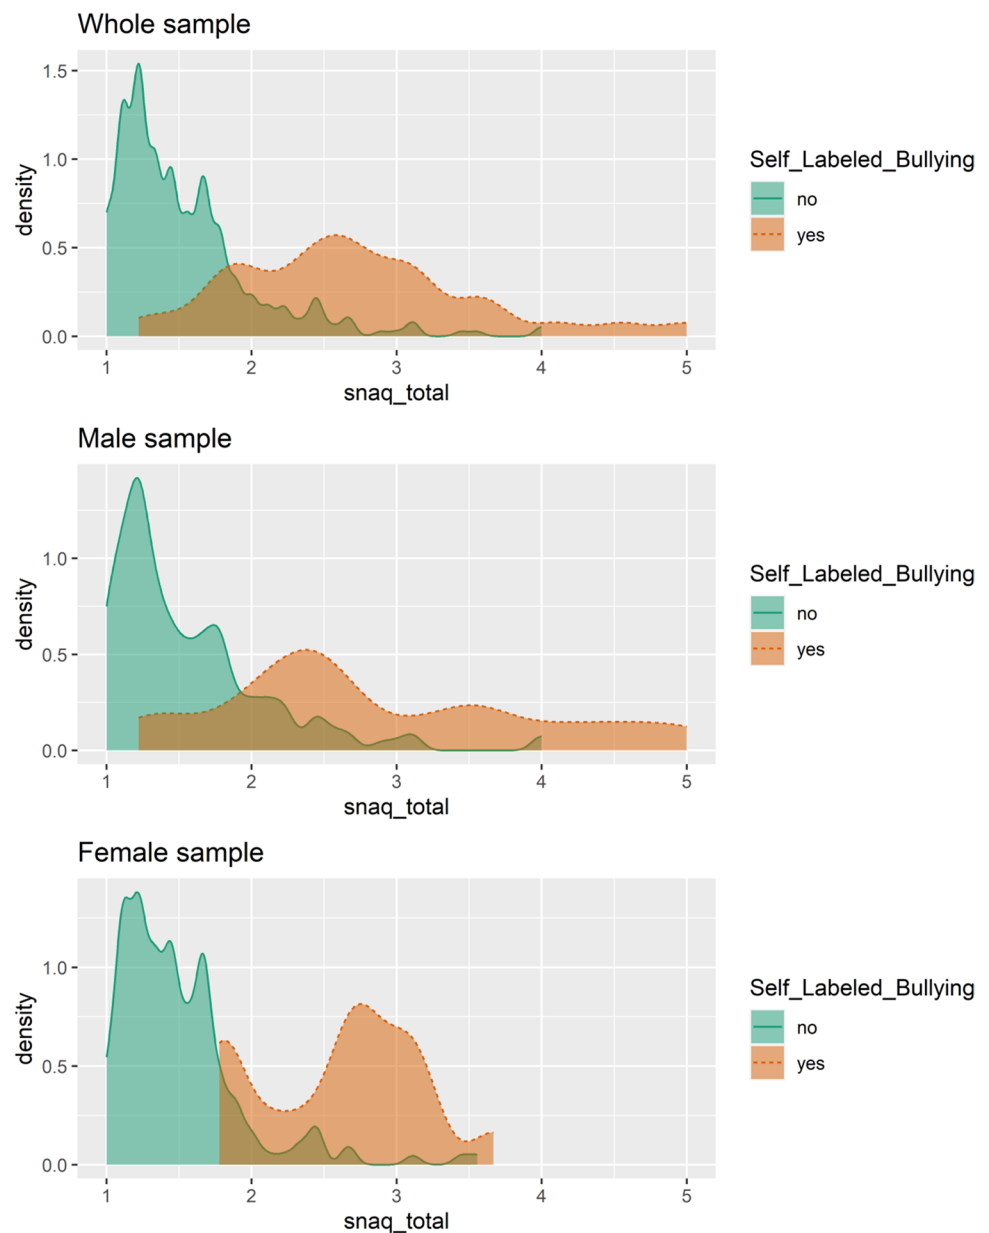 Whole sample
1.5
1.0
0.5
0.0
density
1 2 3 4 5
snaq_total
Self_Labeled_Bullying
no
yes
Male sample
1.0
0.5
0.0
density
1 2 3 4 5
snaq_total
Self_Labeled_Bullying
no
yes
Female sample
1.0
0.5
0.0
density
1 2 3 4 5
snaq_total
Self_Labeled_Bullying
no
yes